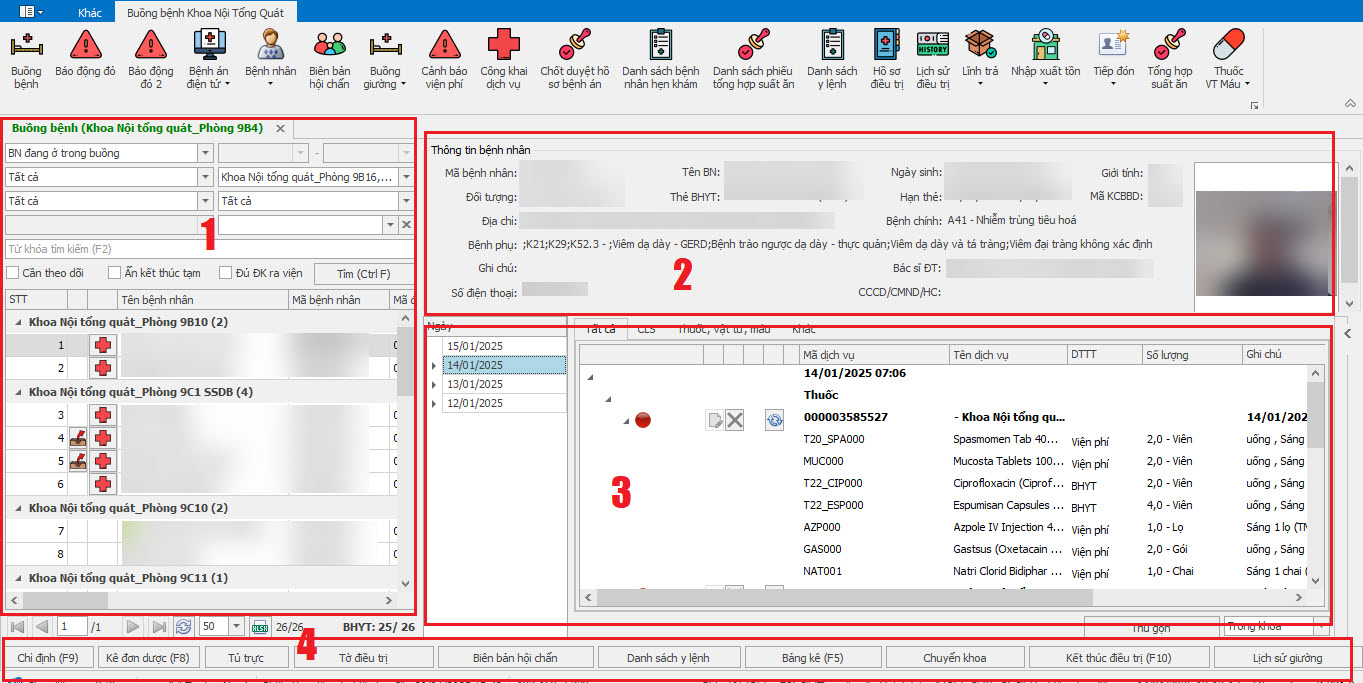 Khác
Buồng bệnh Khoa Nội Tổng Quát
Buồng bệnh
Báo động đỏ
Báo động đỏ 2
Bệnh án điện tử
Bệnh nhân
Biên bản hội chẩn
Buồng giường
Cảnh báo viện phí
Công khai dịch vụ
Chốt duyệt hồ sơ bệnh án
Danh sách bệnh nhân hẹn khám
Danh sách phiếu tổng hợp suất ăn
Danh sách y lệnh
Hồ sơ điều trị
HISTORY
Lịch sử điều trị
Lĩnh trả
Nhập xuất tồn
Tiếp đón
Tổng hợp suất ăn
Thuốc VT Máu
Buồng bệnh (Khoa Nội tổng quát_Phòng 9B4)
BN đang ở trong buồng
-
Tất cả
Khoa Nội tổng quát_Phòng 9B16,...
Tất cả
Tất cả
1
Từ khóa tìm kiếm (F2)
Cần theo dõi
Ẩn kết thúc tạm
Đủ ĐK ra viện
Tìm (Ctrl F)
STT
Tên bệnh nhân
Mã bệnh nhân
Khoa Nội tổng quát_Phòng 9B10 (2)
1
2
Khoa Nội tổng quát_Phòng 9C1 SSDB (4)
3
4
5
6
Khoa Nội tổng quát_Phòng 9C10 (2)
7
8
Khoa Nội tổng quát_Phòng 9C11 (1)
1
/1
50
XLSX
26/26
BHYT: 25/ 26
Thông tin bệnh nhân
Mã bệnh nhân:
Tên BN:
Ngày sinh:
Giới tính:
Đối tượng:
Thẻ BHYT:
Hạn thẻ:
Mã KCBBD:
Địa chỉ:
Bệnh chính: A41 - Nhiễm trùng tiêu hoá
Bệnh phụ: ;K21;K29;K52.3 - ;Viêm dạ dày - GERD;Bệnh trào ngược dạ dày - thực quản;Viêm dạ dày và tá tràng;Viêm đại tràng không xác định
Ghi chú:
2
Bác sĩ ĐT:
Số điện thoại:
CCCD/CMND/HC:
Ngày
15/01/2025
14/01/2025
13/01/2025
12/01/2025
Tất cả
CLS
Thuốc, vật tư, máu
Khác
Mã dịch vụ
Tên dịch vụ
DTTT
Số lượng
Ghi chú
14/01/2025 07:06
Thuốc
000003585527 - Khoa Nội tổng qu... 14/01/202
T20_SPA000 Spasmomen Tab 40... Viện phí 2,0 - Viên uống , Sáng
MUC000 Mucosta Tablets 100... Viện phí 2,0 - Viên uống , Sáng
T22_CIP000 Ciprofloxacin (Ciprof... BHYT 2,0 - Viên uống , Sáng
3
T22_ESP000 Espumisan Capsules ... BHYT 4,0 - Viên uống , Sáng
AZP000 Azpole IV Injection 4... Viện phí 1,0 - Lọ Sáng 1 lọ (TM
GAS000 Gastsus (Oxetacain ... Viện phí 2,0 - Gói uống , Sáng
NAT001 Natri Clorid Bidiphar ... Viện phí 1,0 - Chai Sáng 1 chai (
Thu gọn
Trong khoa
4
Chỉ định (F9)
Kê đơn dược (F8)
Tủ trực
Tờ điều trị
Biên bản hội chẩn
Danh sách y lệnh
Bảng kê (F5)
Chuyển khoa
Kết thúc điều trị (F10)
Lịch sử giường